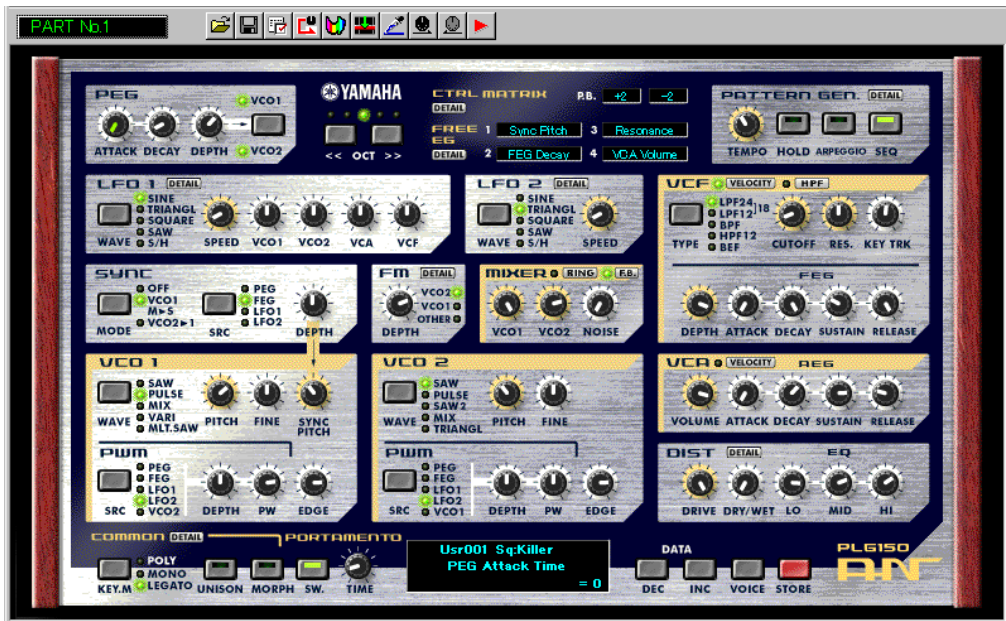 PART No.1
PEG
VCO1
VCO2
ATTACK DECAY DEPTH
YAMAHA
<< OCT >>
CTRL MATRIX
DETAIL
P.B. +2 -2
FREE EG
DETAIL
1 Sync Pitch
3 Resonance
2 FEG Decay
4 VCA Volume
PATTERN GEN. DETAIL
TEMPO HOLD ARPEGGIO SEQ
LFO 1 DETAIL
SINE
TRIANGL
SQUARE
SAW
S/H
WAVE
SPEED VCO1 VCO2 VCA VCF
LFO 2 DETAIL
SINE
TRIANGL
SQUARE
SAW
S/H
WAVE
SPEED
VCF VELOCITY HPF
LPF24
LPF12
18
BPF
HPF12
BEF
TYPE
CUTOFF RES. KEY TRK
FEG
DEPTH ATTACK DECAY SUSTAIN RELEASE
SYNC
OFF
VCO1
M►S
VCO2►1
MODE
PEG
FEG
LFO1
LFO2
SRC
DEPTH
FM DETAIL
VCO2
VCO1
OTHER
DEPTH
MIXER RING F.B.
VCO1 VCO2 NOISE
VCO 1
SAW
PULSE
MIX
VARI
MLT.SAW
WAVE
PITCH FINE SYNC PITCH
PWM
PEG
FEG
LFO1
LFO2
VCO2
SRC
DEPTH PW EDGE
VCO 2
SAW
PULSE
SAW2
MIX
TRIANGL
WAVE
PITCH FINE
PWM
PEG
FEG
LFO1
LFO2
VCO1
SRC
DEPTH PW EDGE
VCA VELOCITY AEG
VOLUME ATTACK DECAY SUSTAIN RELEASE
DIST DETAIL EQ
DRIVE DRY/WET LO MID HI
COMMON DETAIL PORTAMENTO
POLY
MONO
LEGATO
KEY.M
UNISON MORPH SW. TIME
Usr001 Sq:Killer
PEG Attack Time
= 0
DATA
DEC INC VOICE STORE
PLG150
AN